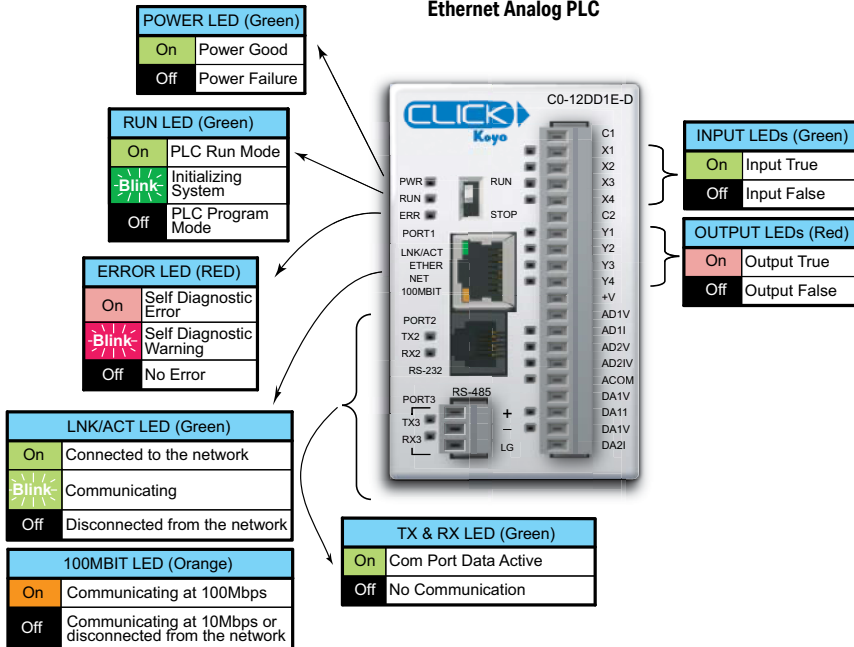 Ethernet Analog PLC
POWER LED (Green)
On Power Good
Off Power Failure
RUN LED (Green)
On PLC Run Mode
Blink Initializing
System
Off PLC Program
Mode
ERROR LED (RED)
On Self Diagnostic
Error
Blink Self Diagnostic
Warning
Off No Error
LNK/ACT LED (Green)
On Connected to the network
Blink Communicating
Off Disconnected from the network
100MBIT LED (Orange)
On Communicating at 100Mbps
Off Communicating at 10Mbps or
disconnected from the network
CLICK
Koyo
C0-12DD1E-D
PWR
RUN
ERR
RUN
STOP
PORT1
LNK/ACT
ETHER
NET
100MBIT
PORT2
TX2
RX2
RS-232
PORT3
RS-485
TX3
RX3
+
–
LG
C1
X1
X2
X3
X4
C2
Y1
Y2
Y3
Y4
+V
AD1V
AD1I
AD2V
AD2IV
ACOM
DA1V
DA11
DA1V
DA2I
INPUT LEDs (Green)
On Input True
Off Input False
OUTPUT LEDs (Red)
On Output True
Off Output False
TX & RX LED (Green)
On Com Port Data Active
Off No Communication